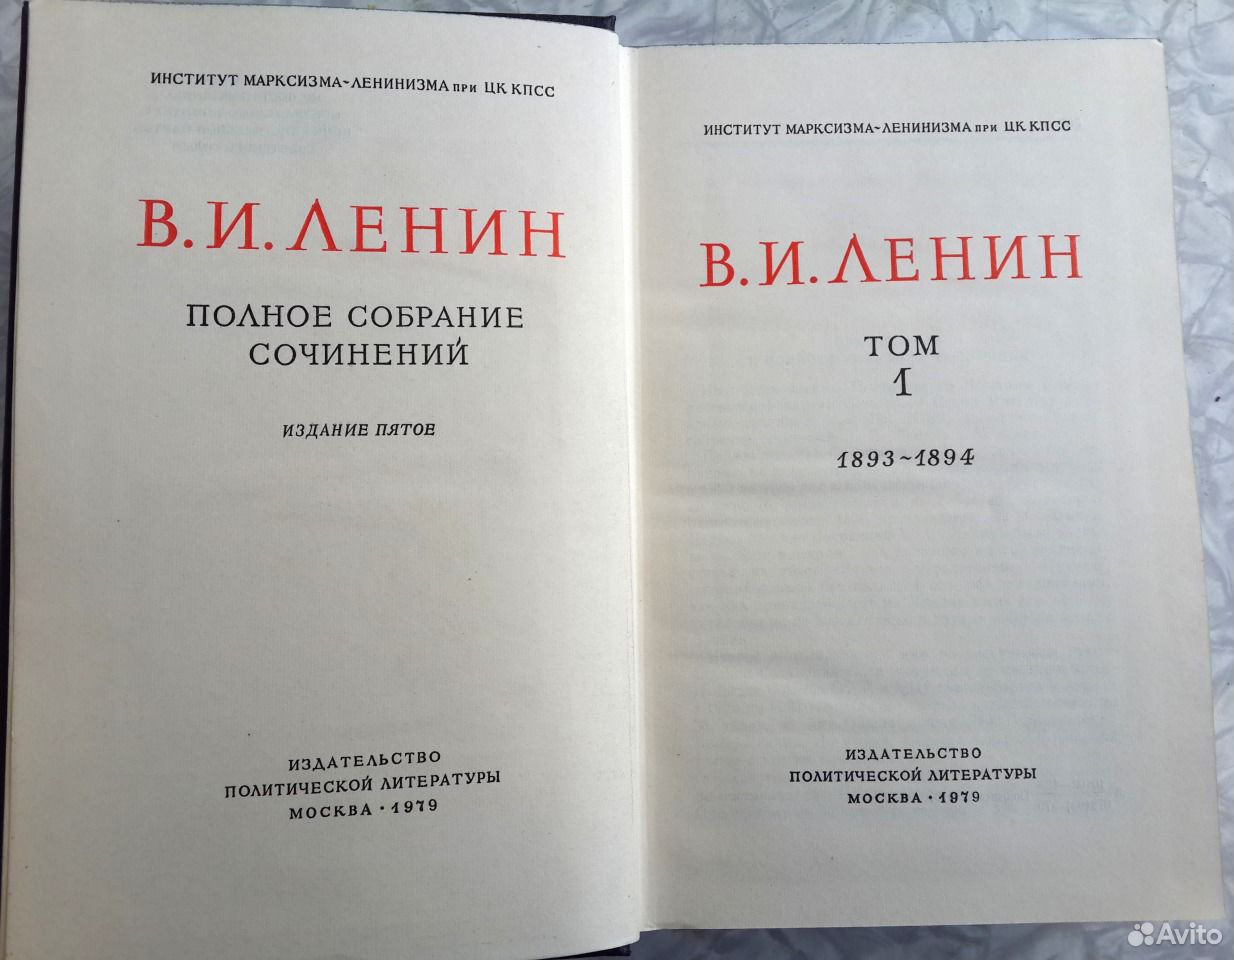 ИНСТИТУТ МАРКСИЗМА-ЛЕНИНИЗМА при ЦК КПСС
В. И. ЛЕНИН
ПОЛНОЕ СОБРАНИЕ
СОЧИНЕНИЙ
ИЗДАНИЕ ПЯТОЕ
ИЗДАТЕЛЬСТВО
ПОЛИТИЧЕСКОЙ ЛИТЕРАТУРЫ
МОСКВА · 1979
ИНСТИТУТ МАРКСИЗМА-ЛЕНИНИЗМА при ЦК КПСС
В. И. ЛЕНИН
ТОМ
1
1893~1894
ИЗДАТЕЛЬСТВО
ПОЛИТИЧЕСКОЙ ЛИТЕРАТУРЫ
МОСКВА · 1979
Avito